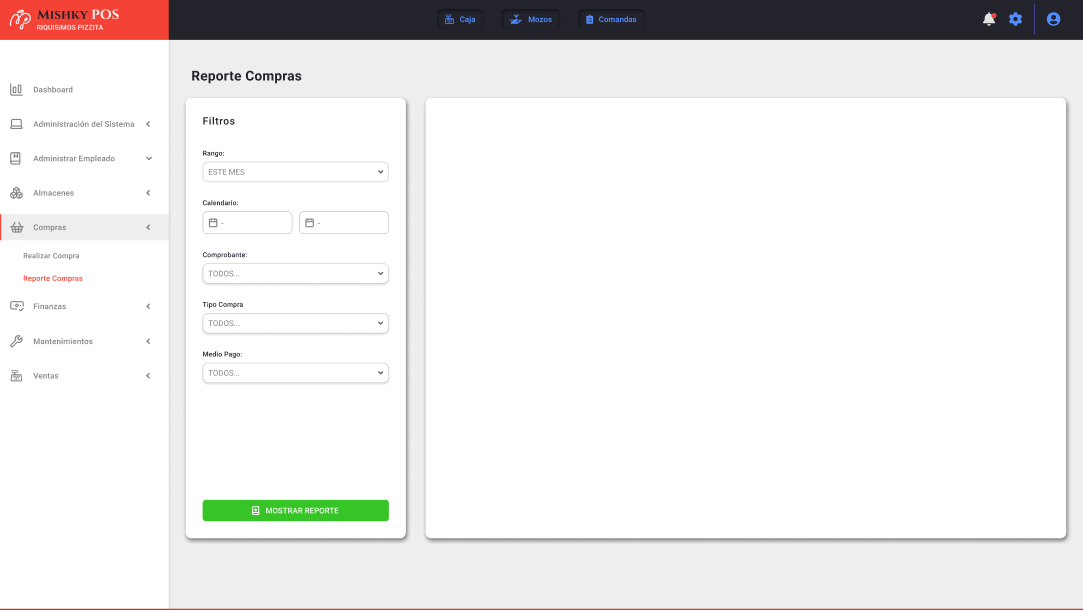 MISHKY POS
RIQUISIMOS PIZZITA
Caja
Mozos
Comandas
Dashboard
Administración del Sistema
Administrar Empleado
Almacenes
Compras
Realizar Compra
Reporte Compras
Finanzas
Mantenimientos
Ventas
Reporte Compras
Filtros
Rango:
ESTE MES
Calendario:
- -
Comprobante:
TODOS...
Tipo Compra
TODOS...
Medio Pago:
TODOS...
MOSTRAR REPORTE